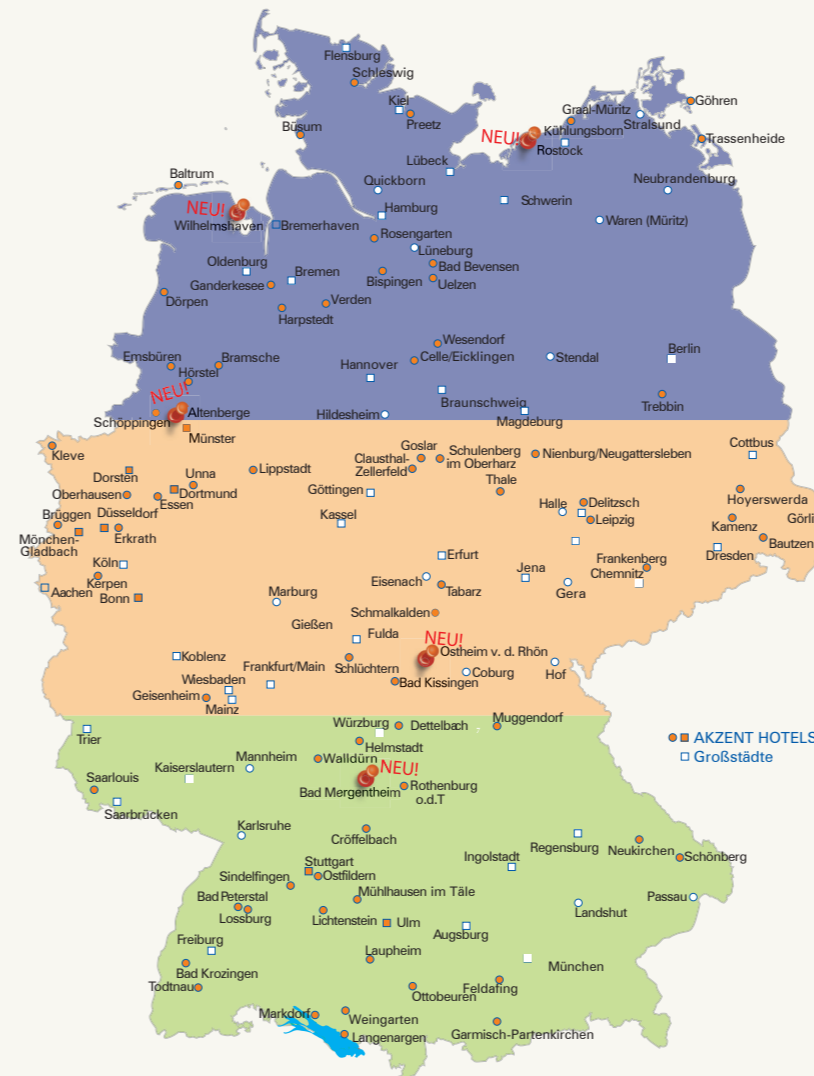 Flensburg
Schleswig
Kiel
Preetz
Büsum
NEU!
Graal-Müritz
Kühlungsborn
Rostock
Stralsund
Göhren
Trassenheide
Lübeck
Baltrum
Quickborn
Neubrandenburg
NEU!
Wilhelmshaven
Bremerhaven
Hamburg
Schwerin
Waren (Müritz)
Rosengarten
Lüneburg
Oldenburg
Bremen
Bad Bevensen
Ganderkesee
Bispingen
Uelzen
Dörpen
Verden
Harpstedt
Wesendorf
Emsbüren
Bramsche
Celle/Eicklingen
Stendal
Berlin
Hörstel
Hannover
NEU!
Braunschweig
Trebbin
Schöppingen
Altenberge
Hildesheim
Magdeburg
Münster
Kleve
Goslar
Clausthal-
Zellerfeld
Schulenberg
im Oberharz
Nienburg/Neugattersleben
Cottbus
Dorsten
Unna
Lippstadt
Thale
Oberhausen
Essen
Dortmund
Göttingen
Halle
Delitzsch
Hoyerswerda
Brüggen
Düsseldorf
Kassel
Leipzig
Kamenz
Görli
Mönchen-
Gladbach
Erkrath
Bautzen
Köln
Erfurt
Dresden
Kerpen
Aachen
Bonn
Eisenach
Tabarz
Jena
Gera
Frankenberg
Chemnitz
Marburg
Gießen
Schmalkalden
Fulda
NEU!
Ostheim v. d. Rhön
Koblenz
Frankfurt/Main
Schlüchtern
Coburg
Hof
Wiesbaden
Bad Kissingen
Geisenheim
Mainz
Trier
Würzburg
Dettelbach
Muggendorf
AKZENT HOTELS
Großstädte
Helmstadt
Mannheim
Walldürn
NEU!
Kaiserslautern
Saarlouis
Bad Mergentheim
Rothenburg
o.d.T
Saarbrücken
Karlsruhe
Cröffelbach
Regensburg
Neukirchen
Schönberg
Stuttgart
Ingolstadt
Sindelfingen
Ostfildern
Bad Peterstal
Mühlhausen im Täle
Passau
Lossburg
Lichtenstein
Ulm
Landshut
Freiburg
Augsburg
Laupheim
München
Bad Krozingen
Todtnau
Ottobeuren
Feldafing
Markdorf
Weingarten
Langenargen
Garmisch-Partenkirchen